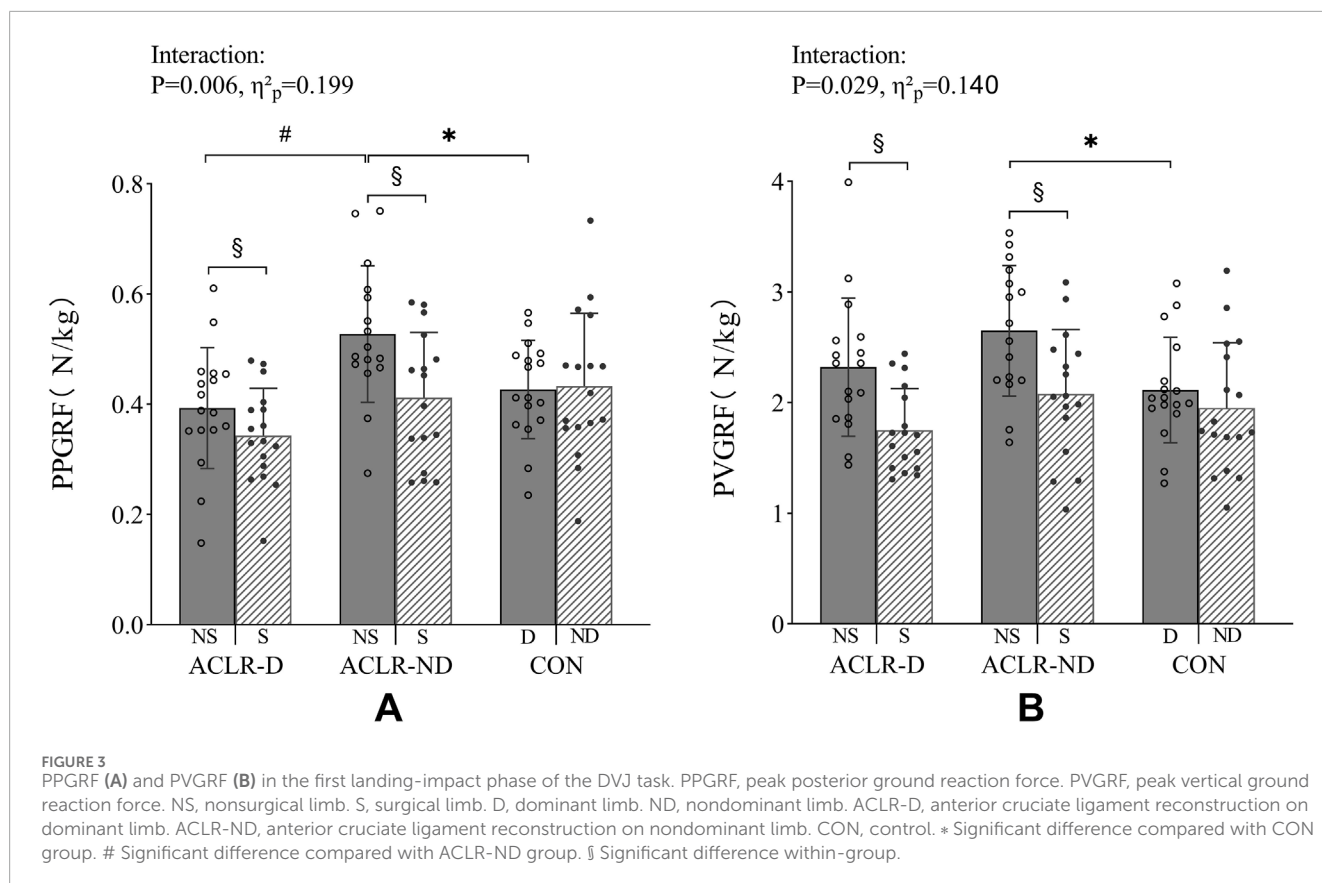 Interaction:
P=0.006, η²ₚ=0.199
#
*
§
§
0.8
0.6
0.4
0.2
0.0
PPGRF( N/kg)
NS S
NS S
D ND
ACLR-D
ACLR-ND
CON
A
Interaction:
P=0.029, η²ₚ=0.140
§
*
§
4
3
2
1
0
PVGRF( N/kg)
NS S
NS S
D ND
ACLR-D
ACLR-ND
CON
B
FIGURE 3
PPGRF (A) and PVGRF (B) in the first landing-impact phase of the DVJ task. PPGRF, peak posterior ground reaction force. PVGRF, peak vertical ground
reaction force. NS, nonsurgical limb. S, surgical limb. D, dominant limb. ND, nondominant limb. ACLR-D, anterior cruciate ligament reconstruction on
dominant limb. ACLR-ND, anterior cruciate ligament reconstruction on nondominant limb. CON, control. * Significant difference compared with CON
group. # Significant difference compared with ACLR-ND group. § Significant difference within-group.